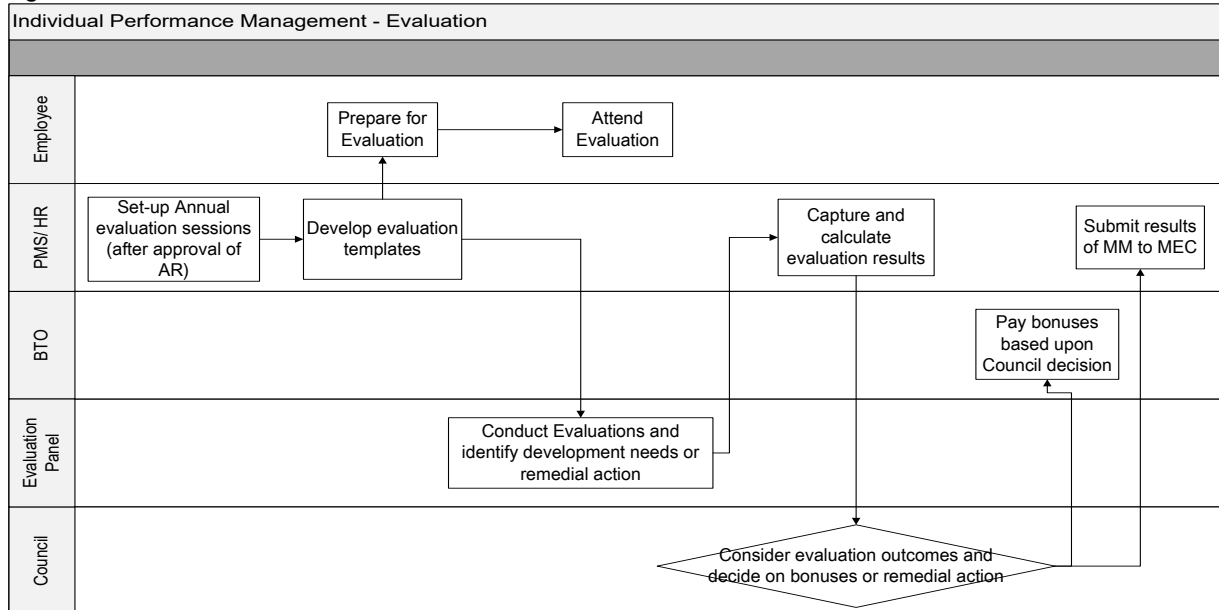 Individual Performance Management - Evaluation
Employee
Prepare for
Evaluation
Attend
Evaluation
PMS/ HR
Set-up Annual
evaluation sessions
(after approval of
AR)
Develop evaluation
templates
Capture and
calculate
evaluation results
Submit results
of MM to MEC
BTO
Pay bonuses
based upon
Council decision
Evaluation
Panel
Conduct Evaluations and
identify development needs or
remedial action
Council
Consider evaluation outcomes and
decide on bonuses or remedial action